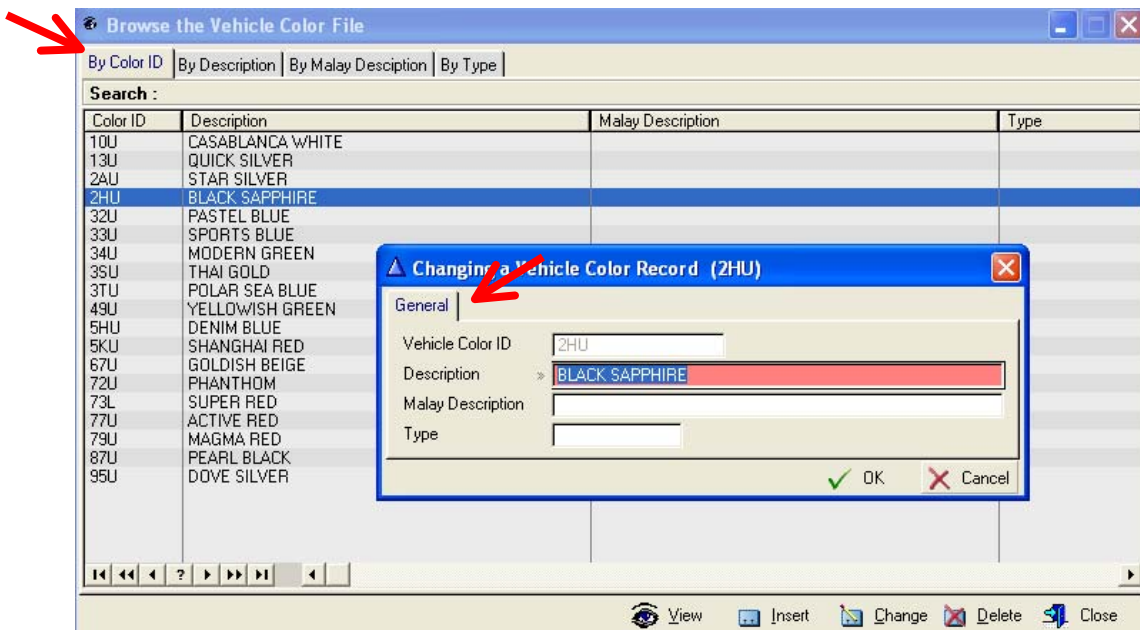 Browse the Vehicle Color File
By Color ID By Description By Malay Desciption By Type
Search :
Color ID Description Malay Description Type
10U CASABLANCA WHITE
13U QUICK SILVER
2AU STAR SILVER
2HU BLACK SAPPHIRE
32U PASTEL BLUE
33U SPORTS BLUE
34U MODERN GREEN
3SU THAI GOLD
3TU POLAR SEA BLUE
49U YELLOWISH GREEN
5HU DENIM BLUE
5KU SHANGHAI RED
67U GOLDISH BEIGE
72U PHANTHOM
73L SUPER RED
77U ACTIVE RED
79U MAGMA RED
87U PEARL BLACK
95U DOVE SILVER
Changing a Vehicle Color Record (2HU)
General
Vehicle Color ID 2HU
Description » BLACK SAPPHIRE
Malay Description
Type
OK Cancel
?
View Insert Change Delete Close